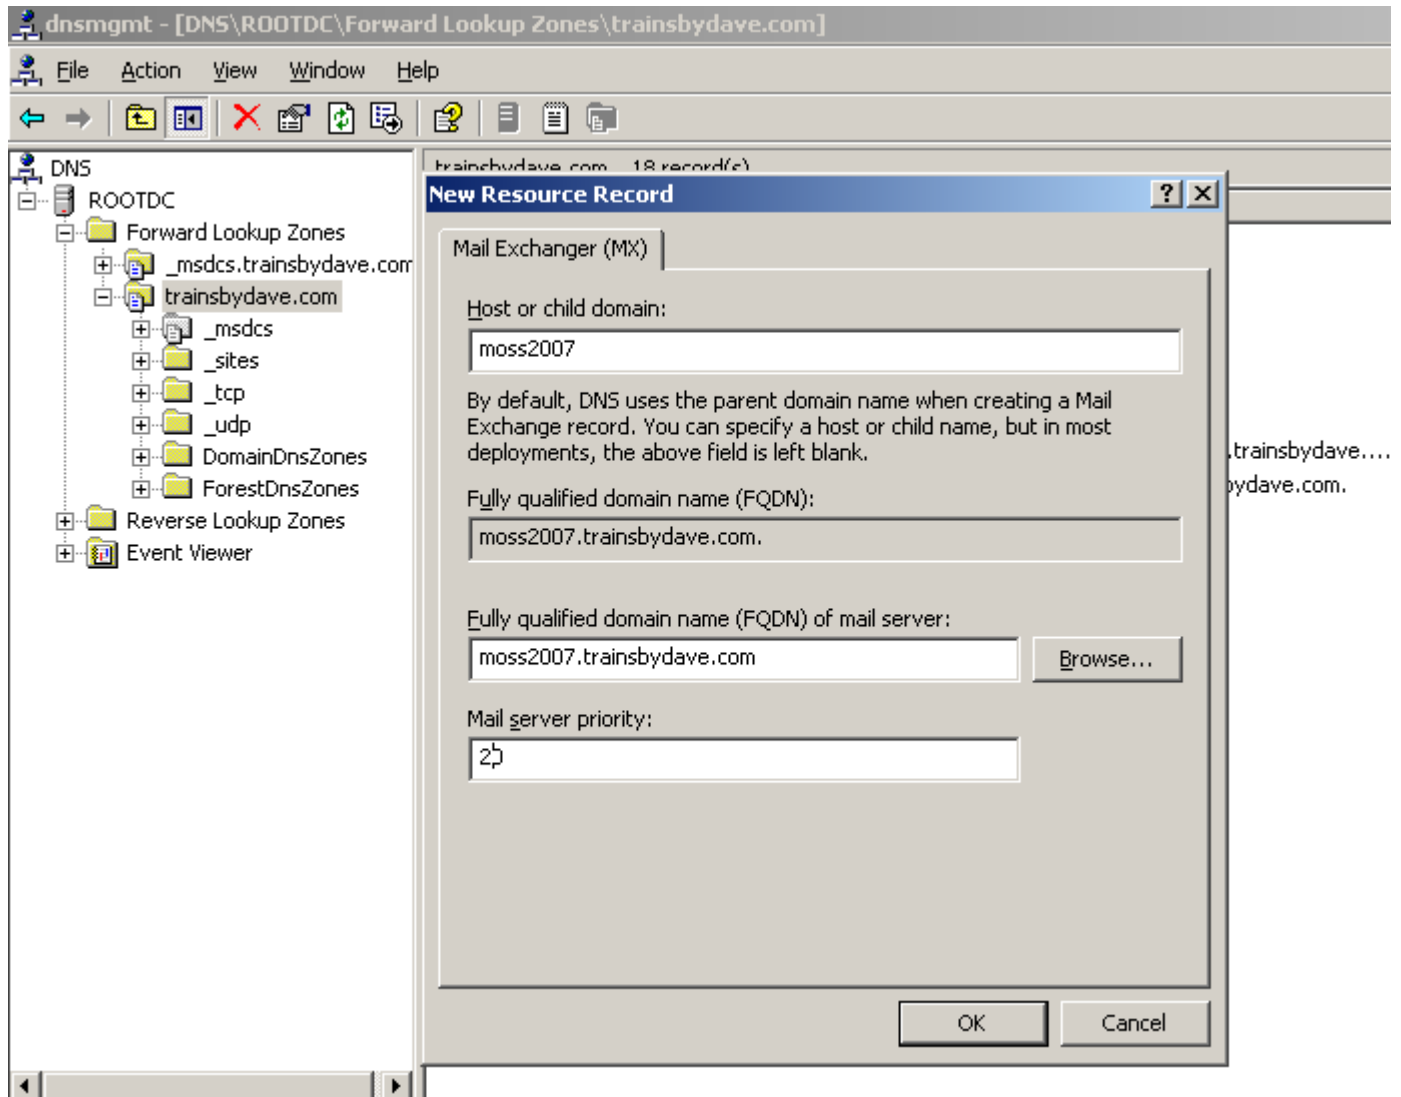 dnsmgmt - [DNS\ROOTDC\Forward Lookup Zones\trainsbydave.com]
File Action View Window Help
DNS
ROOTDC
Forward Lookup Zones
_msdcs.trainsbydave.com
trainsbydave.com
_msdcs
_sites
_tcp
_udp
DomainDnsZones
ForestDnsZones
Reverse Lookup Zones
Event Viewer
trainsbydave.com 18 record(s)
New Resource Record
Mail Exchanger (MX)
Host or child domain:
moss2007
By default, DNS uses the parent domain name when creating a Mail
Exchange record. You can specify a host or child name, but in most
deployments, the above field is left blank.
Fully qualified domain name (FQDN):
moss2007.trainsbydave.com.
Fully qualified domain name (FQDN) of mail server:
moss2007.trainsbydave.com
Browse...
Mail server priority:
OK Cancel
.trainsbydave....
bydave.com.